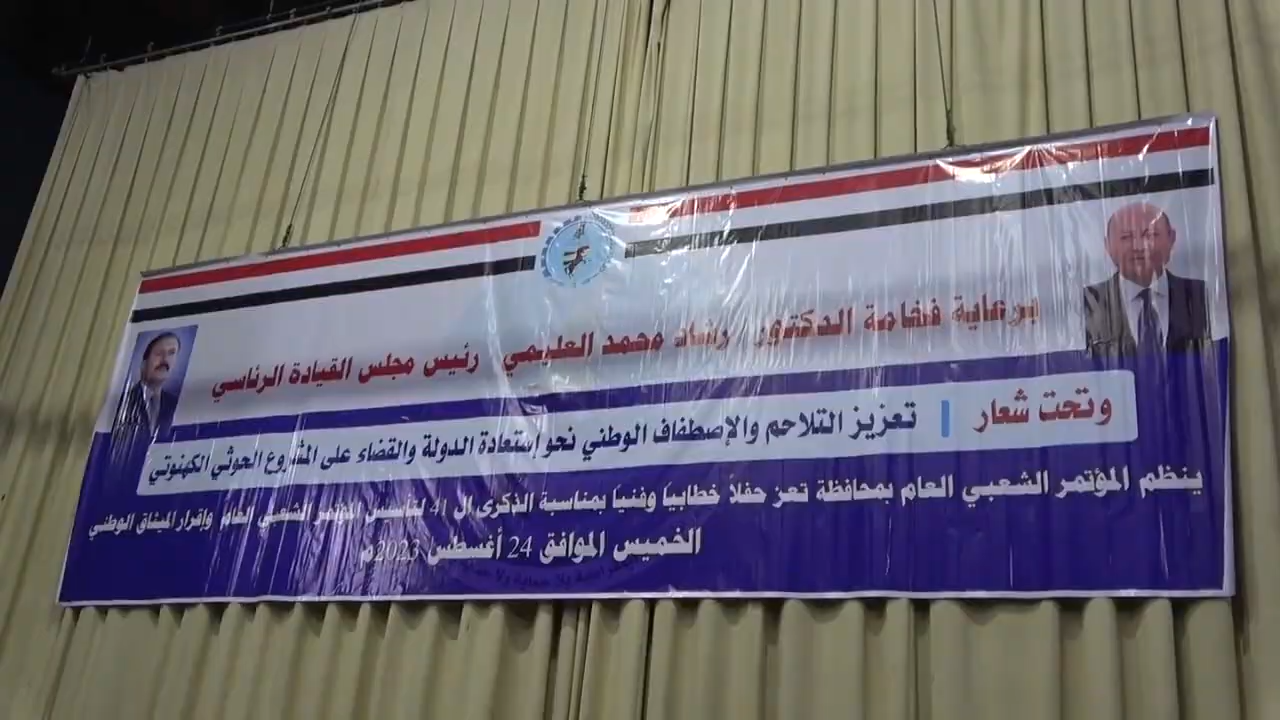 برعاية فخامة الدكتور رشاد محمد العليمي رئيس مجلس القيادة الرئاسي
وتحت شعار | تعزيز التلاحم والإصطفاف الوطني نحو إستعادة الدولة والقضاء على المشروع الحوثي الكهنوتي
ينظم المؤتمر الشعبي العام بمحافظة تعز حفلاً خطابياً وفنياً بمناسبة الذكرى ال 41 لتأسيس المؤتمر الشعبي العام وإقرار الميثاق الوطني
الخميس الموافق 24 أغسطس 2023م